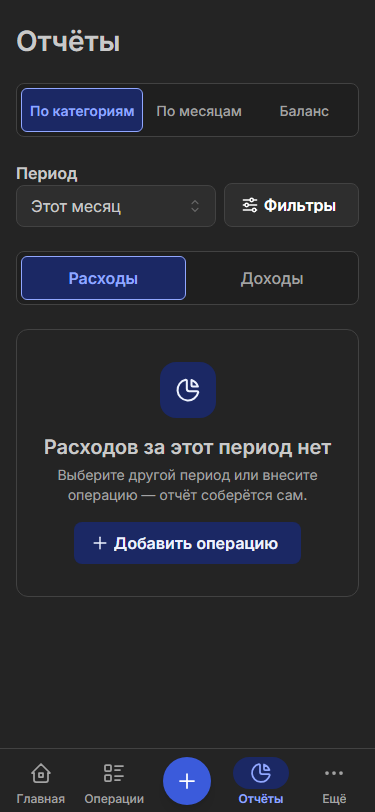 Отчёты
По категориям
По месяцам
Баланс
Период
Этот месяц
Фильтры
Расходы
Доходы
Расходов за этот период нет
Выберите другой период или внесите
операцию — отчёт соберётся сам.
Добавить операцию
Главная
Операции
Отчёты
Ещё